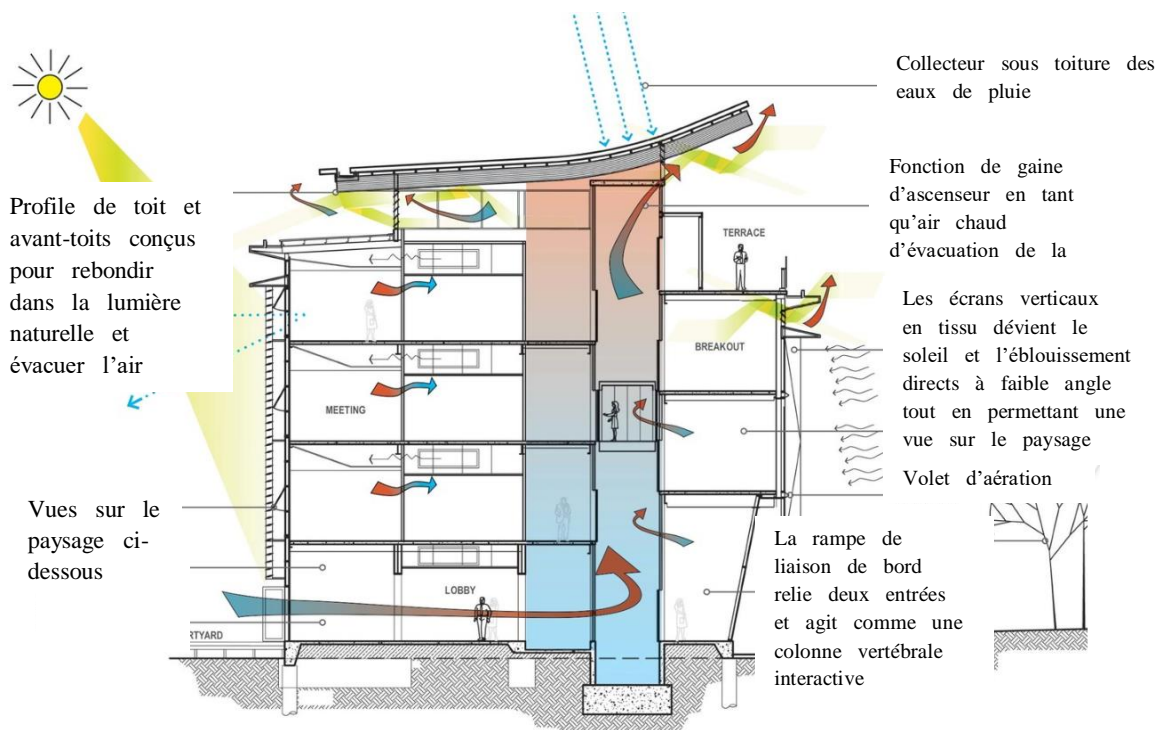 Collecteur sous toiture des
eaux de pluie
Profile de toit et
avant-toits conçus
pour rebondir
dans la lumière
naturelle et
évacuer l’air
Fonction de gaine
d’ascenseur en tant
qu’air chaud
d’évacuation de la
TERRACE
Les écrans verticaux
en tissu dévient le
soleil et l’éblouissement
directs à faible angle
tout en permettant une
vue sur le paysage
BREAKOUT
MEETING
Volet d’aération
Vues sur le
paysage ci-
dessous
La rampe de
liaison de bord
relie deux entrées
et agit comme une
colonne vertébrale
interactive
LOBBY
RTYARD